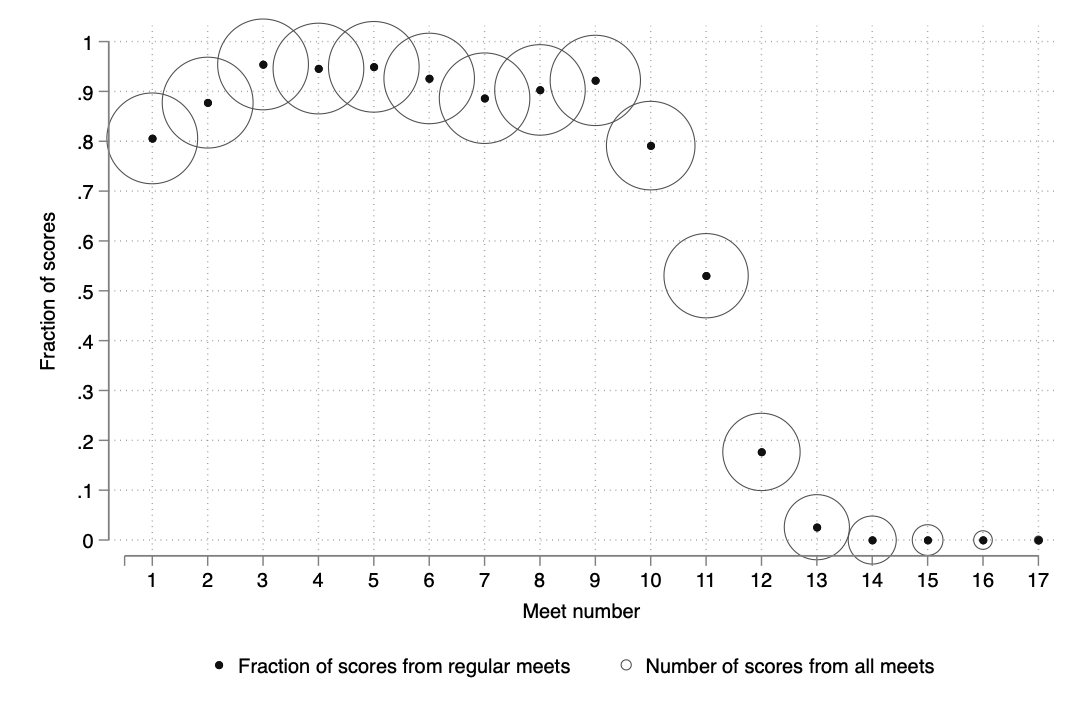 1
.9
.8
.7
.6
.5
.4
.3
.2
.1
0
Fraction of scores
1 2 3 4 5 6 7 8 9 10 11 12 13 14 15 16 17
Meet number
Fraction of scores from regular meets Number of scores from all meets